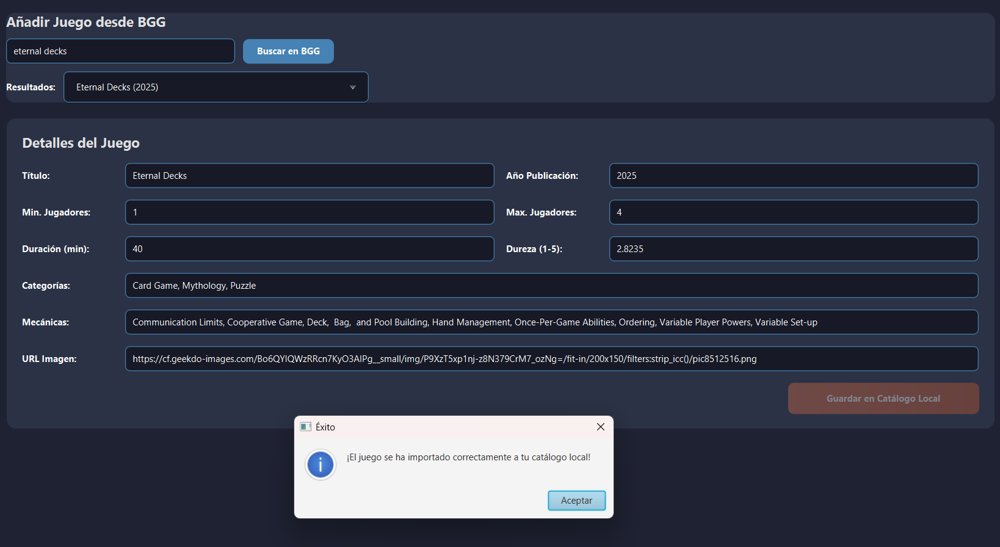 Añadir Juego desde BGG
eternal decks
Buscar en BGG
Resultados:
Eternal Decks (2025)
Detalles del Juego
Título:
Eternal Decks
Año Publicación:
2025
Min. Jugadores:
1
Max. Jugadores:
4
Duración (min):
40
Dureza (1-5):
2.8235
Categorías:
Card Game, Mythology, Puzzle
Mecánicas:
Communication Limits, Cooperative Game, Deck,  Bag,  and Pool Building, Hand Management, Once-Per-Game Abilities, Ordering, Variable Player Powers, Variable Set-up
URL Imagen:
https://cf.geekdo-images.com/Bo6QYlQWzRRcn7KyO3AlPg__small/img/P9XzT5xp1nj-z8N379CrM7_ozNg=/fit-in/200x150/filters:strip_icc()/pic8512516.png
Guardar en Catálogo Local
Éxito
¡El juego se ha importado correctamente a tu catálogo local!
Aceptar